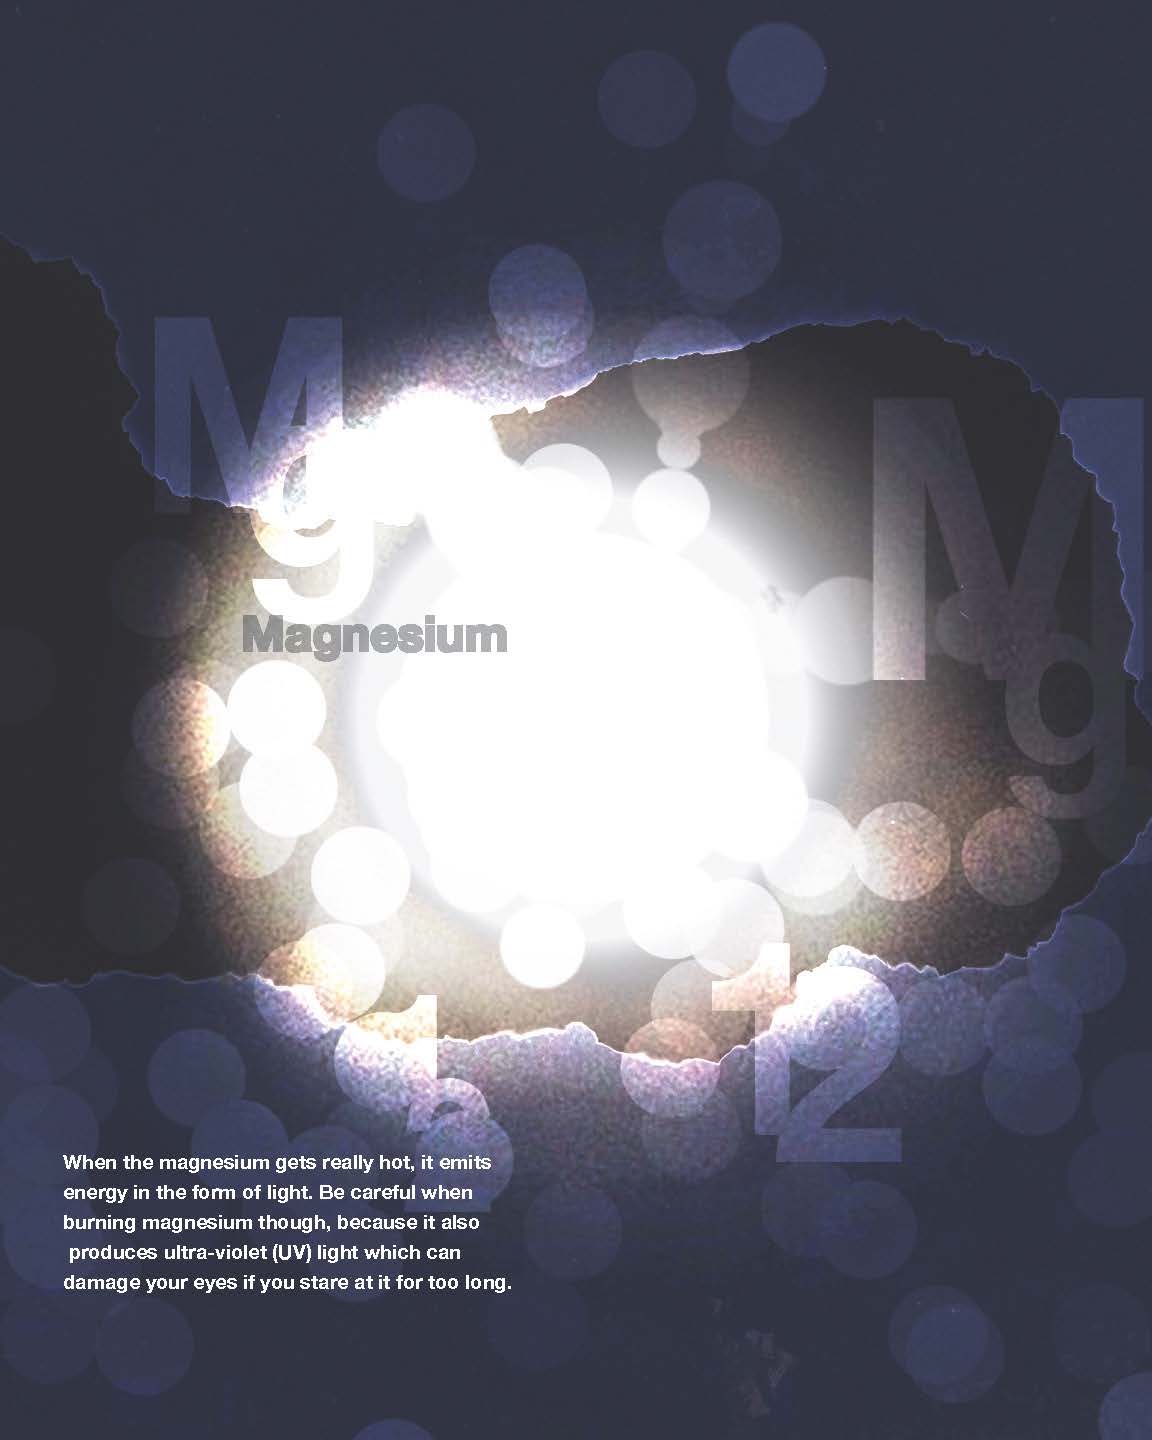 Mg
Mg
Magnesium
12
12
When the magnesium gets really hot, it emits
energy in the form of light. Be careful when
burning magnesium though, because it also
produces ultra-violet (UV) light which can
damage your eyes if you stare at it for too long.